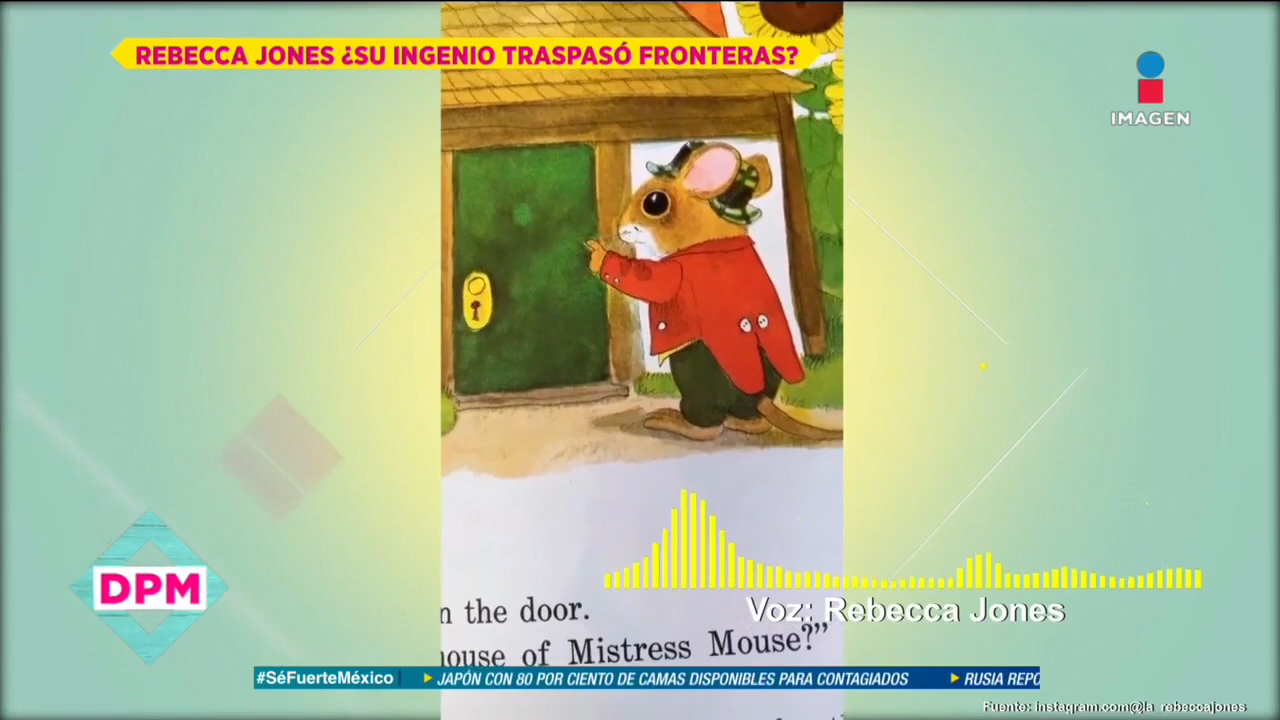 REBECCA JONES ¿SU INGENIO TRASPASÓ FRONTERAS?
IMAGEN
DPM
n the door.
house of Mistress Mouse?”
Voz: Rebecca Jones
#SéFuerteMéxico
JAPÓN CON 80 POR CIENTO DE CAMAS DISPONIBLES PARA CONTAGIADOS
RUSIA REPO
Fuente: instagram.com@la_rebeccajones